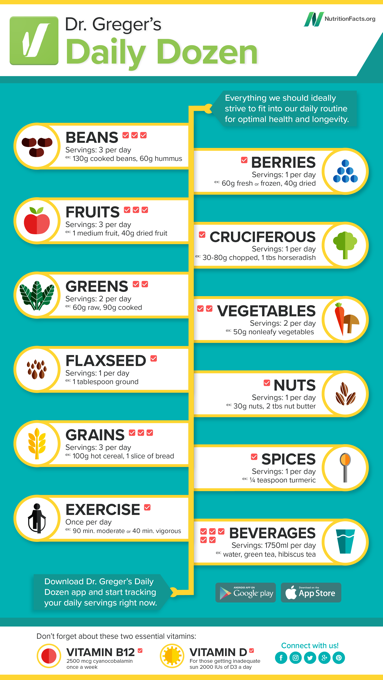 Dr. Greger's
Daily Dozen
NutritionFacts.org
Everything we should ideally
strive to fit into our daily routine
for optimal health and longevity.
BEANS
Servings: 3 per day
ex: 130g cooked beans, 60g hummus
BERRIES
Servings: 1 per day
ex: 60g fresh or frozen, 40g dried
FRUITS
Servings: 3 per day
ex: 1 medium fruit, 40g dried fruit
CRUCIFEROUS
Servings: 1 per day
ex: 30-80g chopped, 1 tbs horseradish
GREENS
Servings: 2 per day
ex: 60g raw, 90g cooked
VEGETABLES
Servings: 2 per day
ex: 50g nonleafy vegetables
FLAXSEED
Servings: 1 per day
ex: 1 tablespoon ground
NUTS
Servings: 1 per day
ex: 30g nuts, 2 tbs nut butter
GRAINS
Servings: 3 per day
ex: 100g hot cereal, 1 slice of bread
SPICES
Servings: 1 per day
ex: ¼ teaspoon turmeric
EXERCISE
Once per day
ex: 90 min. moderate or 40 min. vigorous
BEVERAGES
Servings: 1750ml per day
ex: water, green tea, hibiscus tea
Download Dr. Greger's Daily
Dozen app and start tracking
your daily servings right now.
Google play
App Store
Don't forget about these two essential vitamins:
VITAMIN B12
2500 mcg cyanocobalamin
once a week
VITAMIN D
For those getting inadequate
sun 2000 IUs of D3 a day
Connect with us!